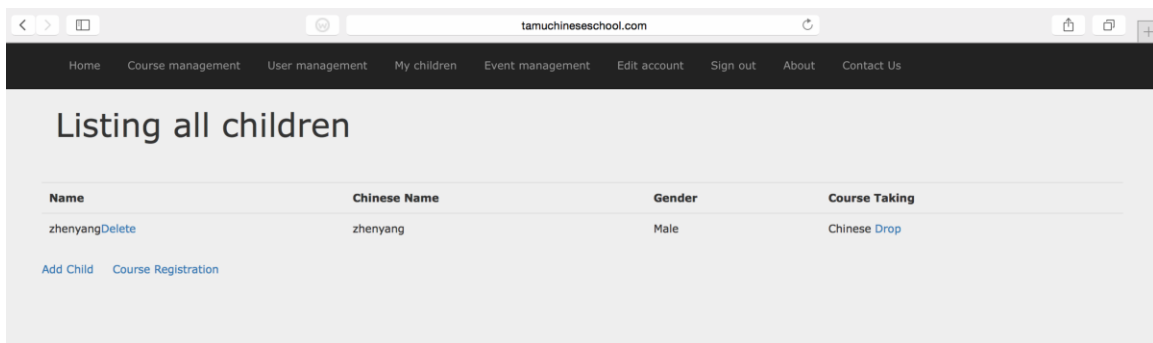 tamuchineseschool.com
Home Course management User management My children Event management Edit account Sign out About Contact Us
Listing all children
Name Chinese Name Gender Course Taking
zhenyangDelete zhenyang Male Chinese Drop
Add Child Course Registration